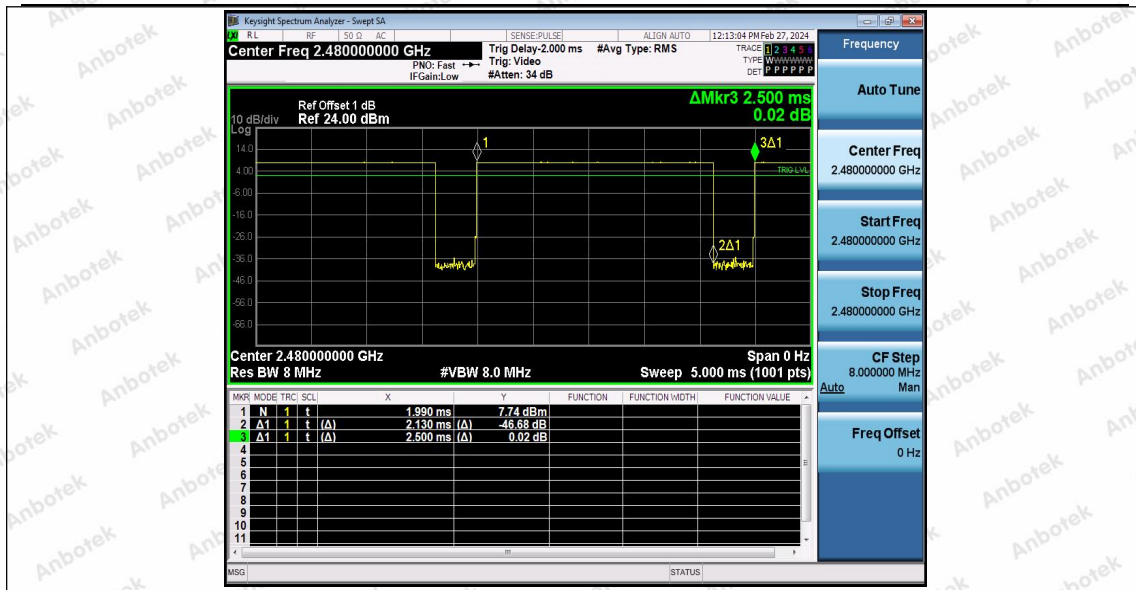 Keysight Spectrum Analyzer - Swept SA
LXI RL RF 50 Ω AC SENSE:PULSE ALIGN AUTO 12:13:04 PM Feb 27, 2024
Center Freq 2.480000000 GHz
PNO: Fast
IFGain:Low
Trig Delay-2.000 ms
Trig: Video
#Atten: 34 dB
#Avg Type: RMS
TRACE 1 2 3 4 5 6
TYPE WWWWWW
DET P P P P P P
Frequency
Auto Tune
Center Freq
2.480000000 GHz
Start Freq
2.480000000 GHz
Stop Freq
2.480000000 GHz
CF Step
8.000000 MHz
Auto Man
Freq Offset
0 Hz
ΔMkr3 2.500 ms
0.02 dB
Ref Offset 1 dB
10 dB/div Ref 24.00 dBm
Log
14.0
4.00
-6.00
-16.0
-26.0
-36.0
-46.0
-56.0
-66.0
1
3Δ1
TRIG LVL
2Δ1
Center 2.480000000 GHz Span 0 Hz
Res BW 8 MHz #VBW 8.0 MHz Sweep 5.000 ms (1001 pts)
MKR MODE TRC SCL X Y FUNCTION FUNCTION WIDTH FUNCTION VALUE
1 N 1 t 1.990 ms 7.74 dBm
2 Δ1 1 t (Δ) 2.130 ms (Δ) -46.68 dB
3 Δ1 1 t (Δ) 2.500 ms (Δ) 0.02 dB
4
5
6
7
8
9
10
11
MSG STATUS
Anbotek